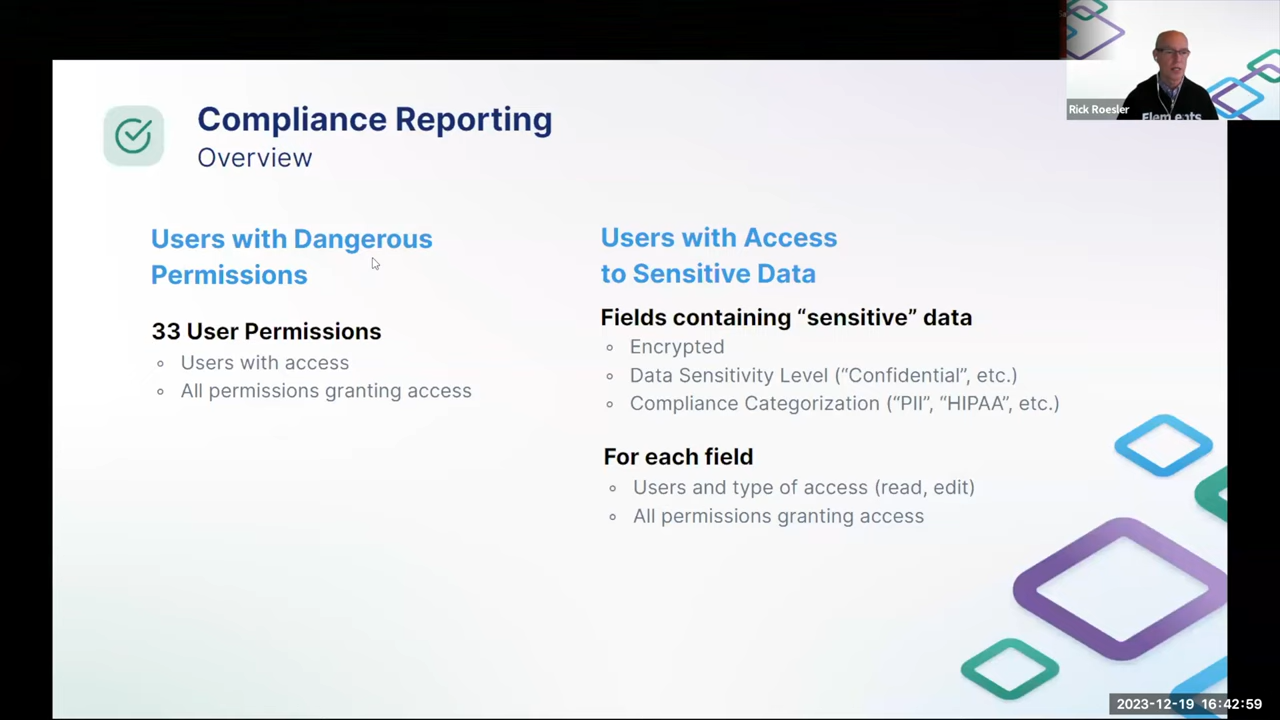 Compliance Reporting
Overview
Users with Dangerous
Permissions
33 User Permissions
Users with access
All permissions granting access
Users with Access
to Sensitive Data
Fields containing “sensitive” data
Encrypted
Data Sensitivity Level (“Confidential”, etc.)
Compliance Categorization (“PII”, “HIPAA”, etc.)
For each field
Users and type of access (read, edit)
All permissions granting access
Rick Roesler
Elements
2023-12-19 16:42:59